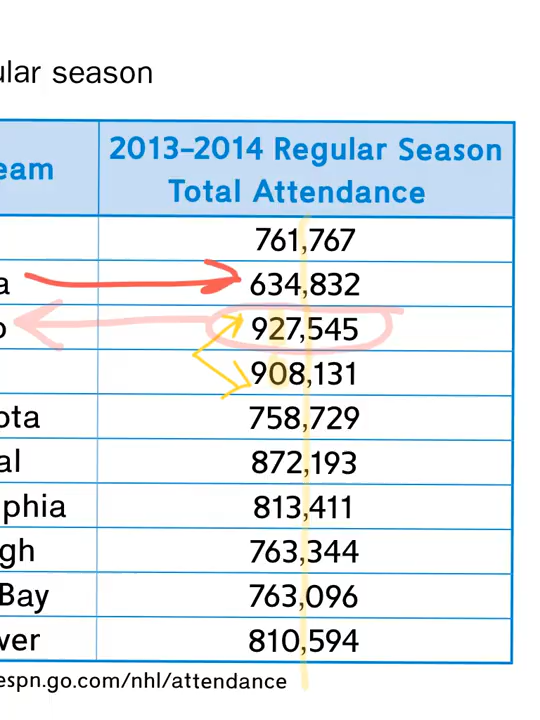 ular season
eam
2013–2014 Regular Season
Total Attendance
761,767
a 634,832
o 927,545
908,131
ota 758,729
al 872,193
phia 813,411
gh 763,344
Bay 763,096
ver 810,594
espn.go.com/nhl/attendance